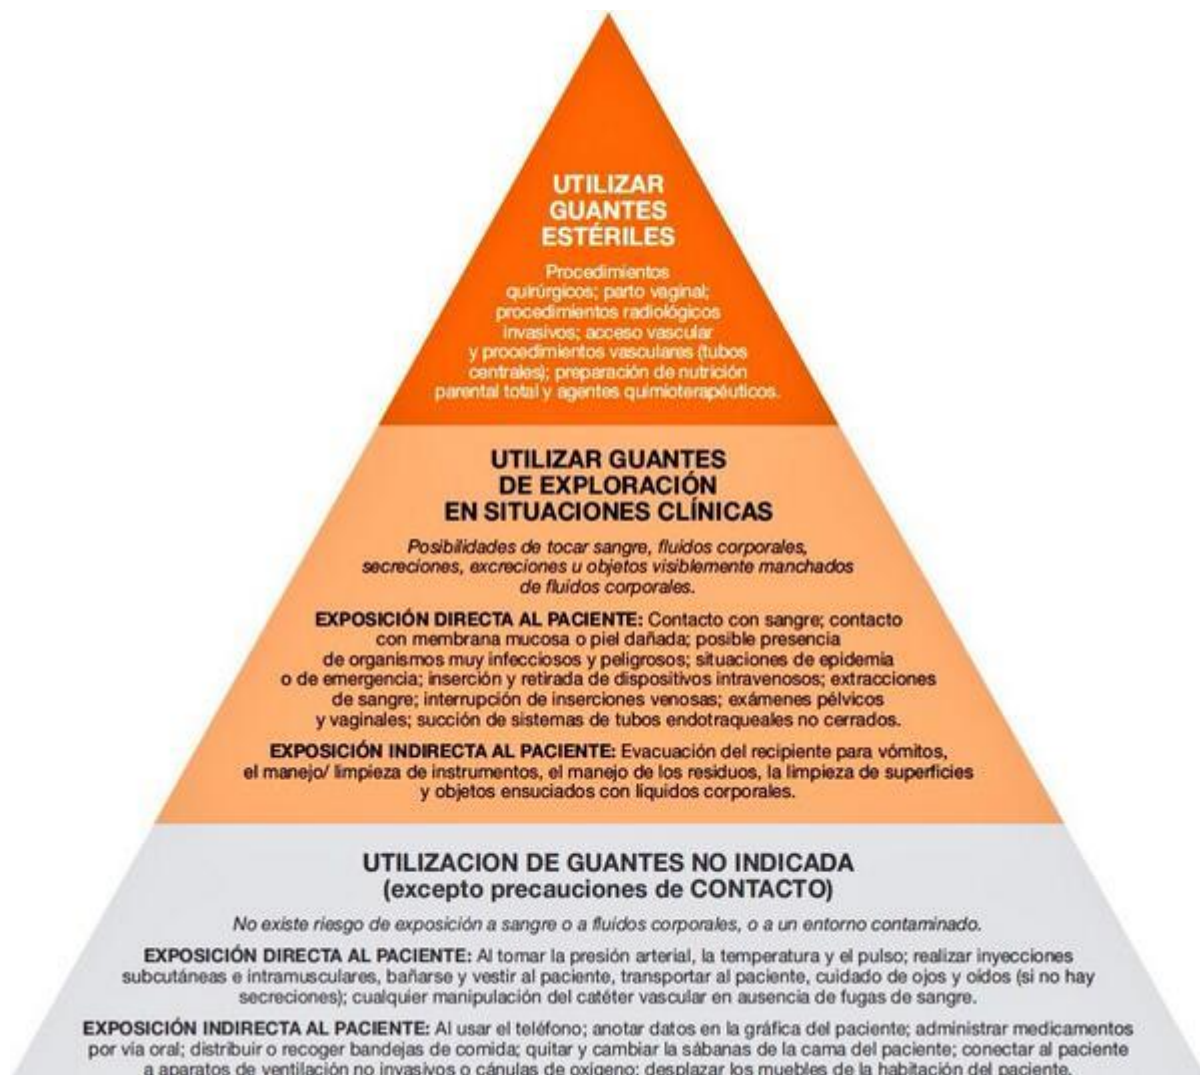 UTILIZAR
GUANTES
ESTÉRILES
Procedimientos
quirúrgicos; parto vaginal;
procedimientos radiológicos
invasivos; acceso vascular
y procedimientos vasculares (tubos
centrales); preparación de nutrición
parental total y agentes quimioterapéuticos.
UTILIZAR GUANTES
DE EXPLORACIÓN
EN SITUACIONES CLÍNICAS
Posibilidades de tocar sangre, fluidos corporales,
secreciones, excreciones u objetos visiblemente manchados
de fluidos corporales.
EXPOSICIÓN DIRECTA AL PACIENTE: Contacto con sangre; contacto
con membrana mucosa o piel dañada; posible presencia
de organismos muy infecciosos y peligrosos; situaciones de epidemia
o de emergencia; inserción y retirada de dispositivos intravenosos; extracciones
de sangre; interrupción de inserciones venosas; exámenes pélvicos
y vaginales; succión de sistemas de tubos endotraqueales no cerrados.
EXPOSICIÓN INDIRECTA AL PACIENTE: Evacuación del recipiente para vómitos,
el manejo/ limpieza de instrumentos, el manejo de los residuos, la limpieza de superficies
y objetos ensuciados con líquidos corporales.
UTILIZACION DE GUANTES NO INDICADA
(excepto precauciones de CONTACTO)
No existe riesgo de exposición a sangre o a fluidos corporales, o a un entorno contaminado.
EXPOSICIÓN DIRECTA AL PACIENTE: Al tomar la presión arterial, la temperatura y el pulso; realizar inyecciones
subcutáneas e intramusculares, bañarse y vestir al paciente, transportar al paciente, cuidado de ojos y oídos (si no hay
secreciones); cualquier manipulación del catéter vascular en ausencia de fugas de sangre.
EXPOSICIÓN INDIRECTA AL PACIENTE: Al usar el teléfono; anotar datos en la gráfica del paciente; administrar medicamentos
por vía oral; distribuir o recoger bandejas de comida; quitar y cambiar la sábanas de la cama del paciente; conectar al paciente
a aparatos de ventilación no invasivos o cánulas de oxígeno; desplazar los muebles de la habitación del paciente.